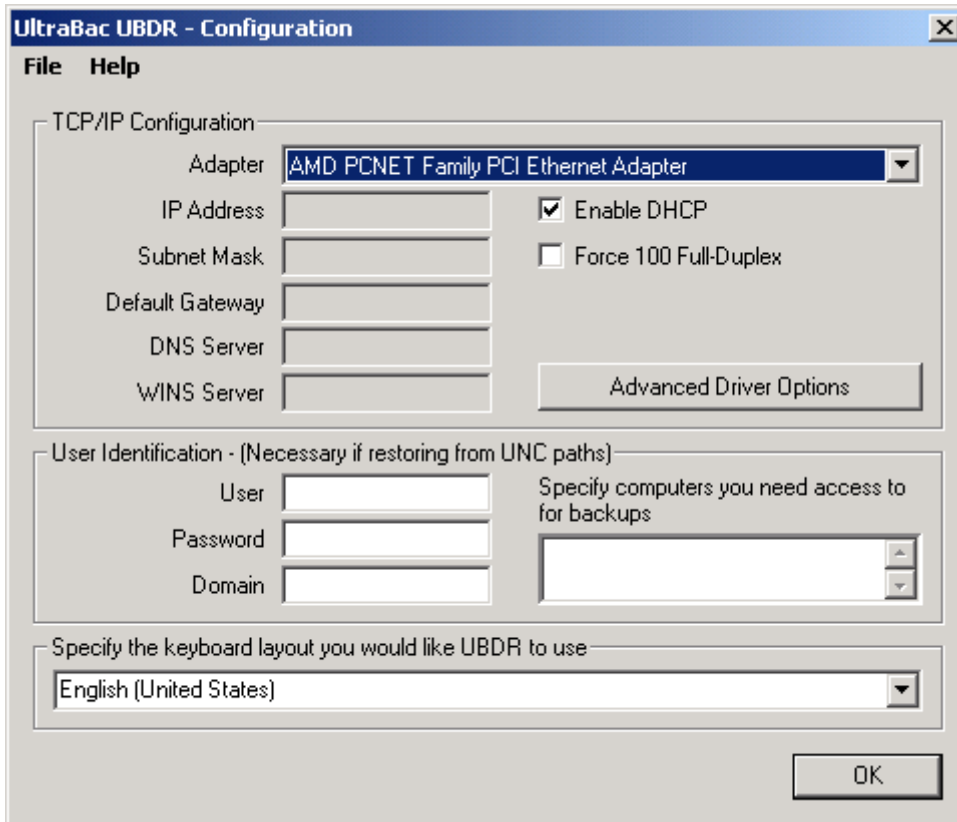 UltraBac UBDR - Configuration
File Help
TCP/IP Configuration
Adapter AMD PCNET Family PCI Ethernet Adapter
IP Address Enable DHCP
Subnet Mask Force 100 Full-Duplex
Default Gateway
DNS Server
WINS Server Advanced Driver Options
User Identification - (Necessary if restoring from UNC paths)
User
Password
Domain
Specify computers you need access to
for backups
Specify the keyboard layout you would like UBDR to use
English (United States)
OK